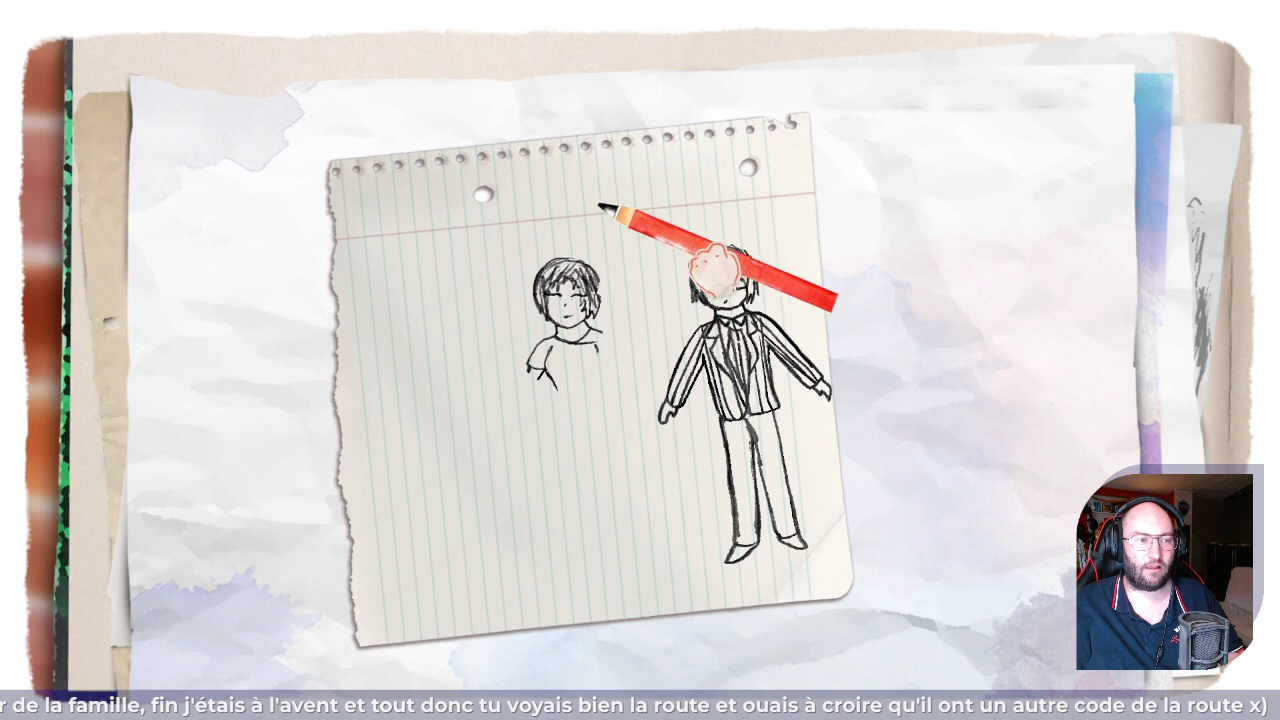 de la famille, fin j'étais à l'avent et tout donc tu voyais bien la route et ouais à croire qu'il ont un autre code de la route x)